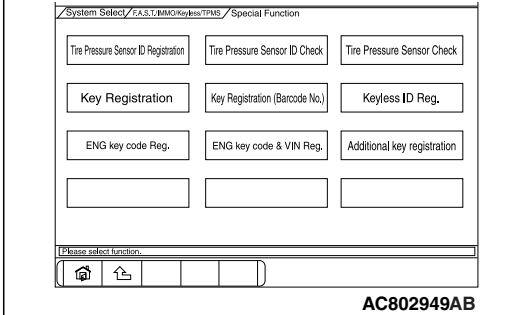 System Select/F.A.S.T./IMMO/Keyless/TPMS/Special Function
Tire Pressure Sensor ID Registration
Tire Pressure Sensor ID Check
Tire Pressure Sensor Check
Key Registration
Key Registration (Barcode No.)
Keyless ID Reg.
ENG key code Reg.
ENG key code & VIN Reg.
Additional key registration
Please select function.
AC802949AB